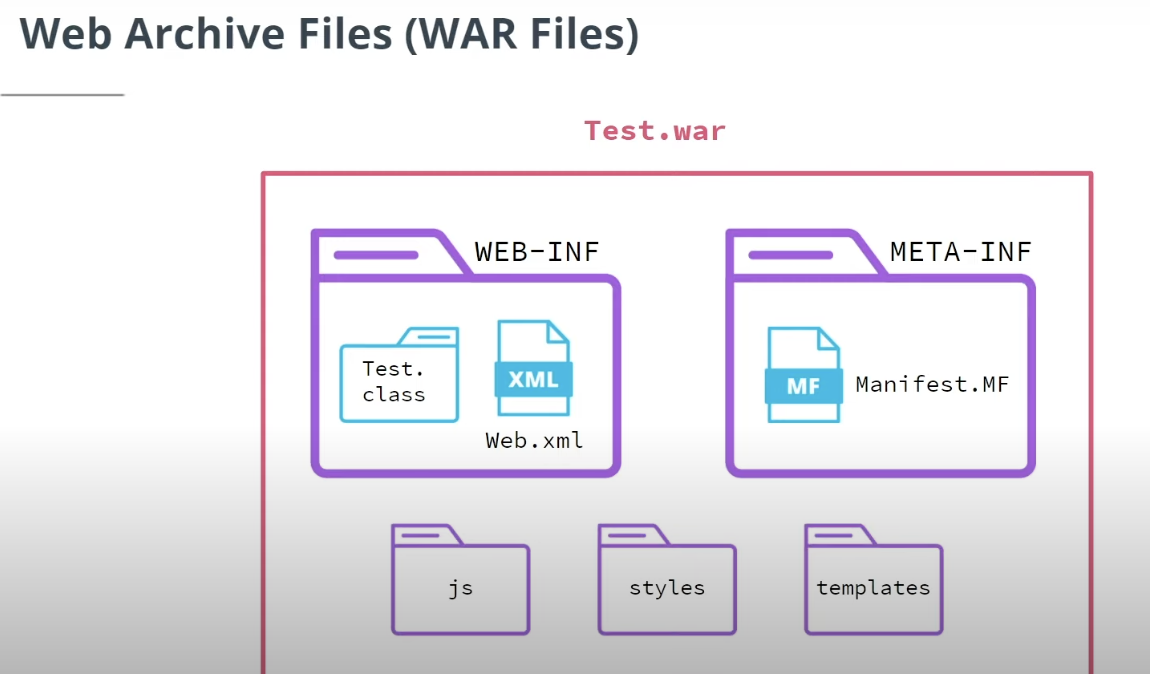 Web Archive Files (WAR Files)
Test.war
WEB-INF
META-INF
Test.
class
XML
Web.xml
MF
Manifest.MF
js
styles
templates